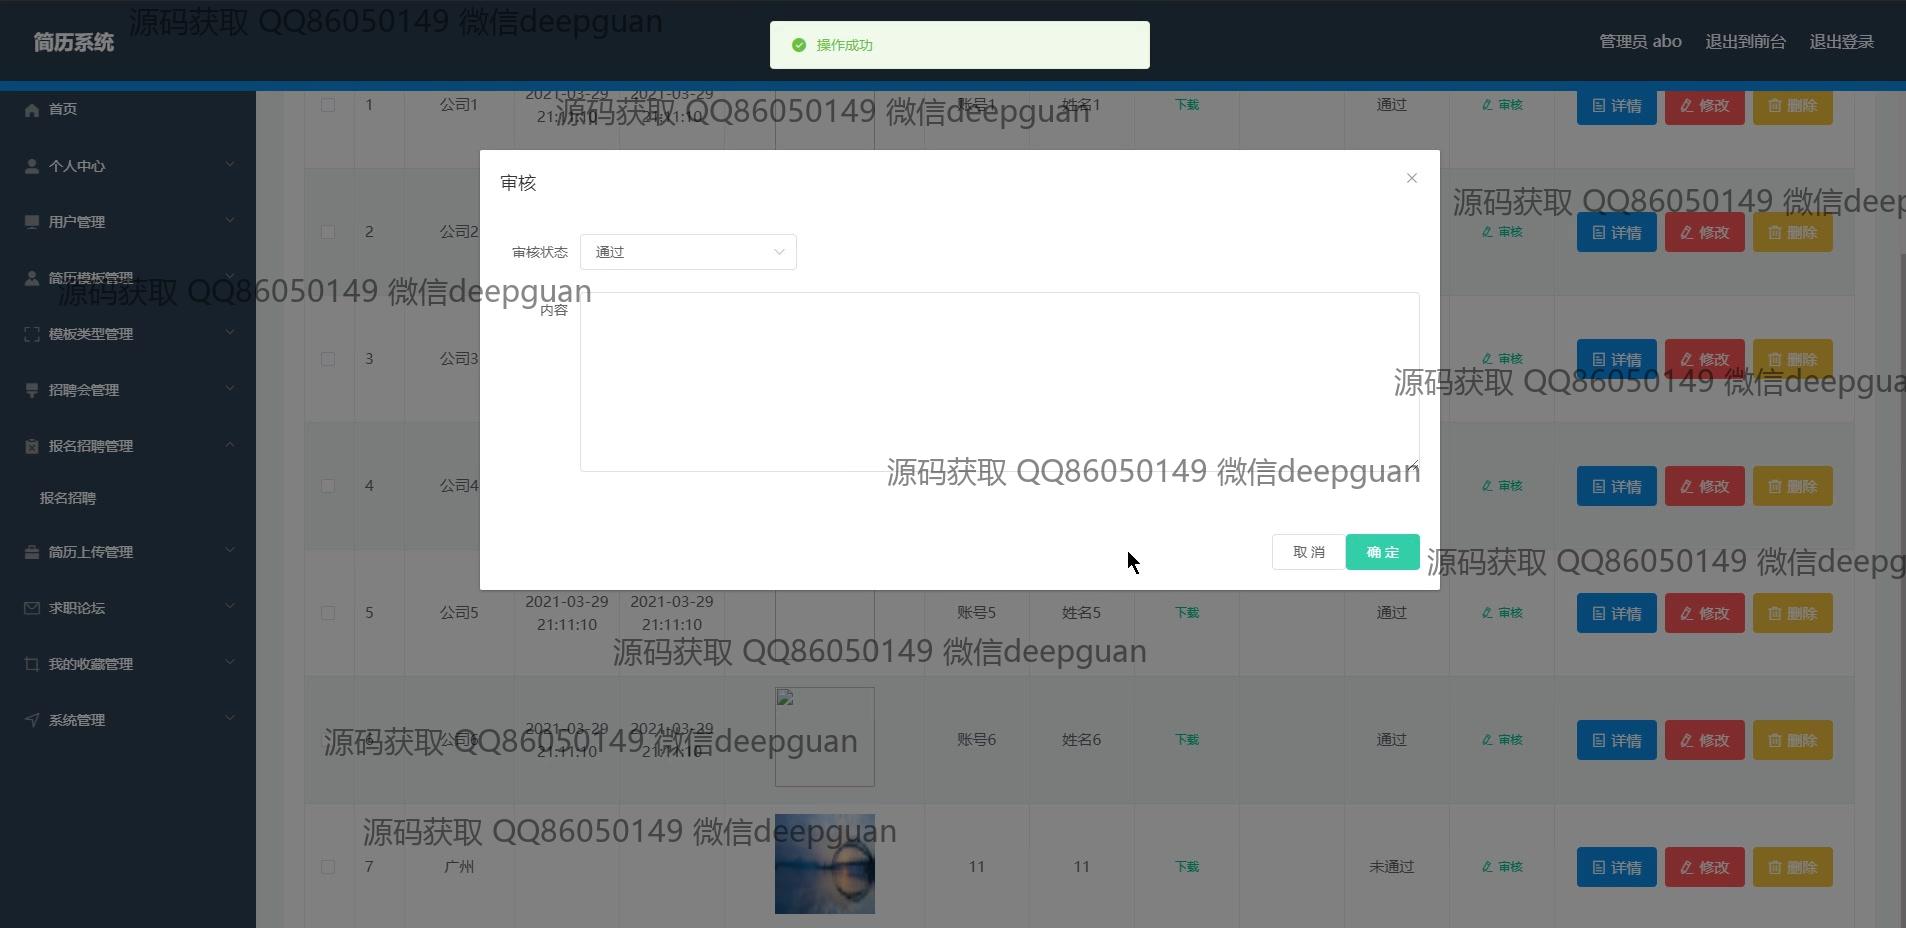 源码获取 QQ86050149 微信deepguan
简历系统
操作成功
管理员 abo 退出到前台 退出登录
首页
个人中心
用户管理
简历模板管理
模板类型管理
招聘会管理
报名招聘管理
报名招聘
简历上传管理
求职论坛
我的收藏管理
系统管理
1 公司1 2021-03-29 21:11:10 2021-03-29 21:11:10 账号1 姓名1 下载 通过 审核 详情 修改 删除
源码获取 QQ86050149 微信deepguan
审核
源码获取 QQ86050149 微信deep
2 公司2 审核 详情 修改 删除
审核状态 通过
源码获取 QQ86050149 微信deepguan
内容
3 公司3 审核 详情 修改 删除
源码获取 QQ86050149 微信deepgua
源码获取 QQ86050149 微信deepguan
4 公司4 审核 详情 修改 删除
取消 确定
源码获取 QQ86050149 微信deep
5 公司5 2021-03-29 21:11:10 2021-03-29 21:11:10 账号5 姓名5 下载 通过 审核 详情 修改 删除
源码获取 QQ86050149 微信deepguan
6 公司6 2021-03-29 21:11:10 2021-03-29 21:11:10 账号6 姓名6 下载 通过 审核 详情 修改 删除
源码获取 QQ86050149 微信deepguan
源码获取 QQ86050149 微信deepguan
7 广州 11 11 下载 未通过 审核 详情 修改 删除